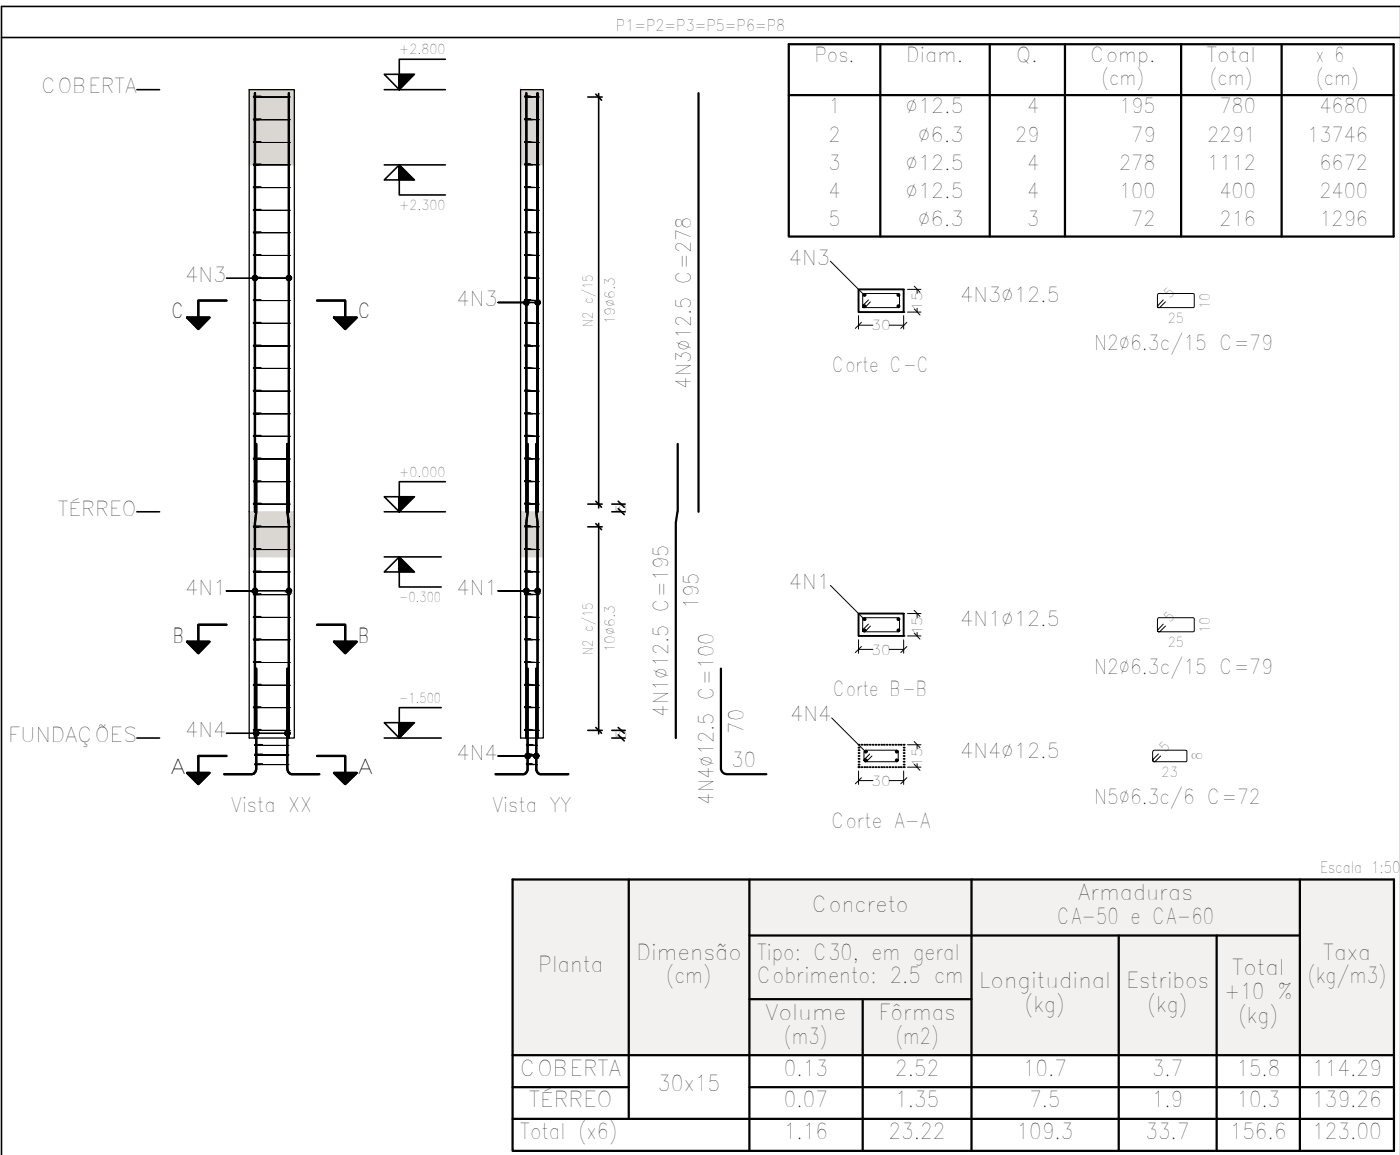 P1=P2=P3=P5=P6=P8
Pos. Diam. Q. Comp. (cm) Total (cm) x 6 (cm)
1 ø12.5 4 195 780 4680
2 ø6.3 29 79 2291 13746
3 ø12.5 4 278 1112 6672
4 ø12.5 4 100 400 2400
5 ø6.3 3 72 216 1296
COBERTA
+2.800
+2.300
4N3
C C
4N3
N2 c/15
19ø6.3
4N3ø12.5 C=278
4N3
15
30
4N3ø12.5
Corte C-C
5
10
25
N2ø6.3c/15 C=79
TÉRREO
+0.000
-0.300
4N1
B B
4N1
N2 c/15
10ø6.3
4N1ø12.5 C=195
195
4N1
15
30
4N1ø12.5
Corte B-B
5
10
25
N2ø6.3c/15 C=79
FUNDAÇÕES
-1.500
4N4
A A
4N4
4N4ø12.5 C=100
70
30
Vista XX
Vista YY
4N4
15
30
4N4ø12.5
Corte A-A
5
8
23
N5ø6.3c/6 C=72
Escala 1:50
Planta
Dimensão
(cm)
Concreto
Tipo: C30, em geral
Cobrimento: 2.5 cm
Volume
(m3)
Fôrmas
(m2)
Armaduras
CA-50 e CA-60
Longitudinal
(kg)
Estribos
(kg)
Total
+10 %
(kg)
Taxa
(kg/m3)
COBERTA 30x15 0.13 2.52 10.7 3.7 15.8 114.29
TÉRREO 0.07 1.35 7.5 1.9 10.3 139.26
Total (x6) 1.16 23.22 109.3 33.7 156.6 123.00